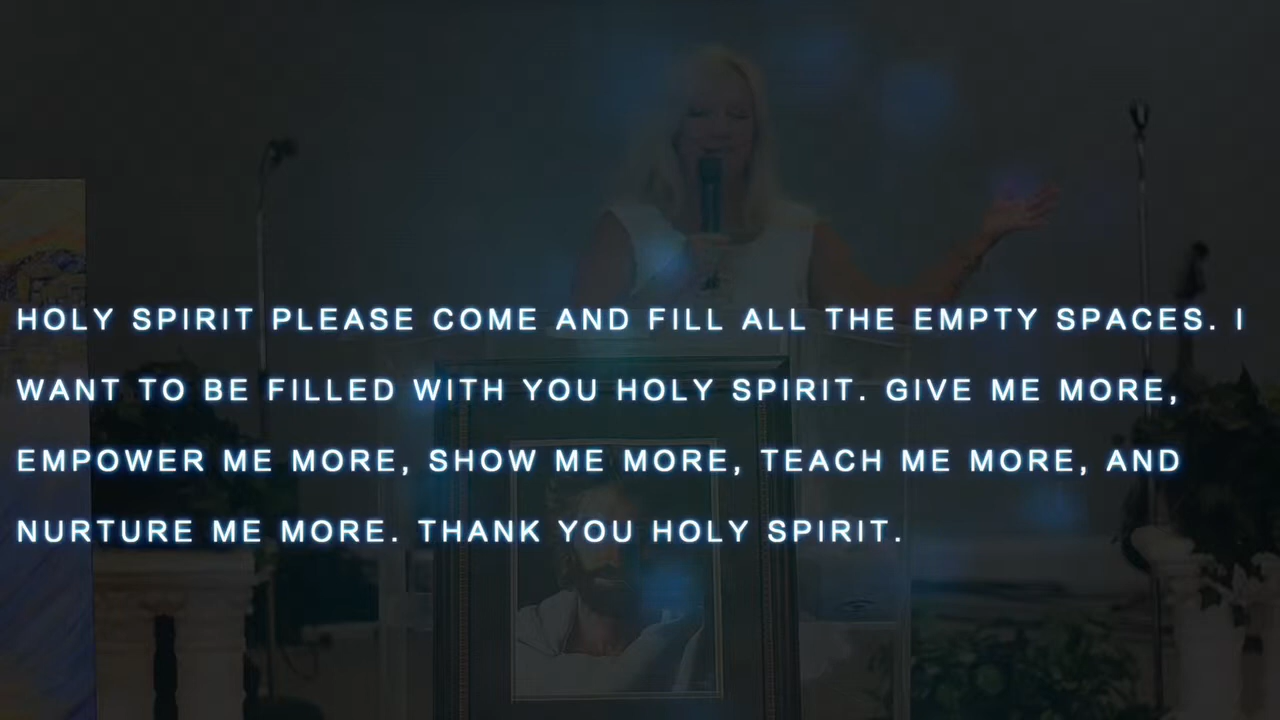 HOLY SPIRIT PLEASE COME AND FILL ALL THE EMPTY SPACES. I
WANT TO BE FILLED WITH YOU HOLY SPIRIT. GIVE ME MORE,
EMPOWER ME MORE, SHOW ME MORE, TEACH ME MORE, AND
NURTURE ME MORE. THANK YOU HOLY SPIRIT.